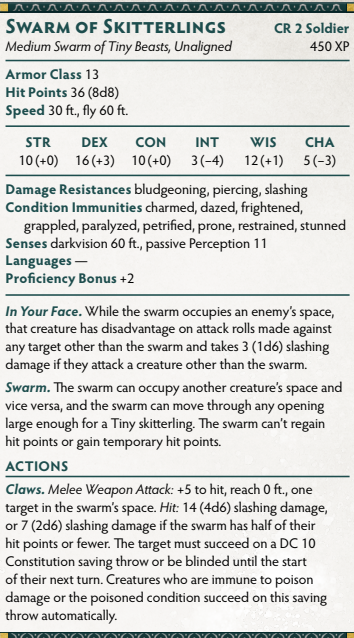 Swarm of Skitterlings CR 2 Soldier
Medium Swarm of Tiny Beasts, Unaligned 450 XP
Armor Class 13
Hit Points 36 (8d8)
Speed 30 ft., fly 60 ft.
STR DEX CON INT WIS CHA
10 (+0) 16 (+3) 10 (+0) 3 (−4) 12 (+1) 5 (−3)
Damage Resistances bludgeoning, piercing, slashing
Condition Immunities charmed, dazed, frightened,
grappled, paralyzed, petrified, prone, restrained, stunned
Senses darkvision 60 ft., passive Perception 11
Languages —
Proficiency Bonus +2
In Your Face. While the swarm occupies an enemy's space,
that creature has disadvantage on attack rolls made against
any target other than the swarm and takes 3 (1d6) slashing
damage if they attack a creature other than the swarm.
Swarm. The swarm can occupy another creature's space and
vice versa, and the swarm can move through any opening
large enough for a Tiny skitterling. The swarm can't regain
hit points or gain temporary hit points.
Actions
Claws. Melee Weapon Attack: +5 to hit, reach 0 ft., one
target in the swarm's space. Hit: 14 (4d6) slashing damage,
or 7 (2d6) slashing damage if the swarm has half of their
hit points or fewer. The target must succeed on a DC 10
Constitution saving throw or be blinded until the start
of their next turn. Creatures who are immune to poison
damage or the poisoned condition succeed on this saving
throw automatically.